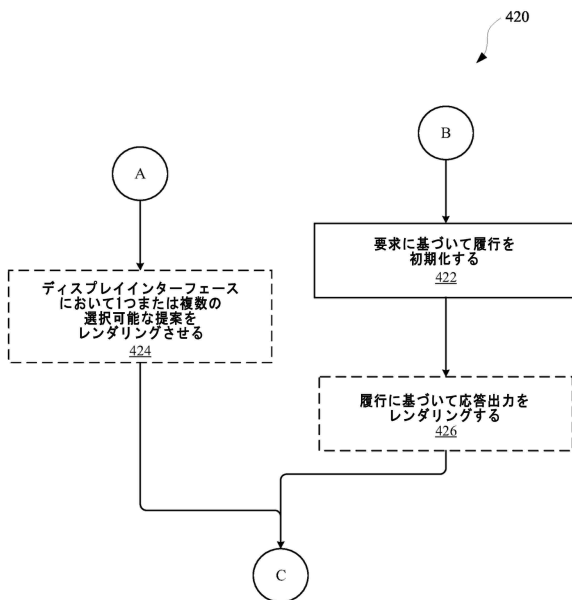 420
B
A
要求に基づいて履行を
初期化する
422
ディスプレイインターフェース
において1つまたは複数の
選択可能な提案を
レンダリングさせる
424
履行に基づいて応答出力を
レンダリングする
426
C